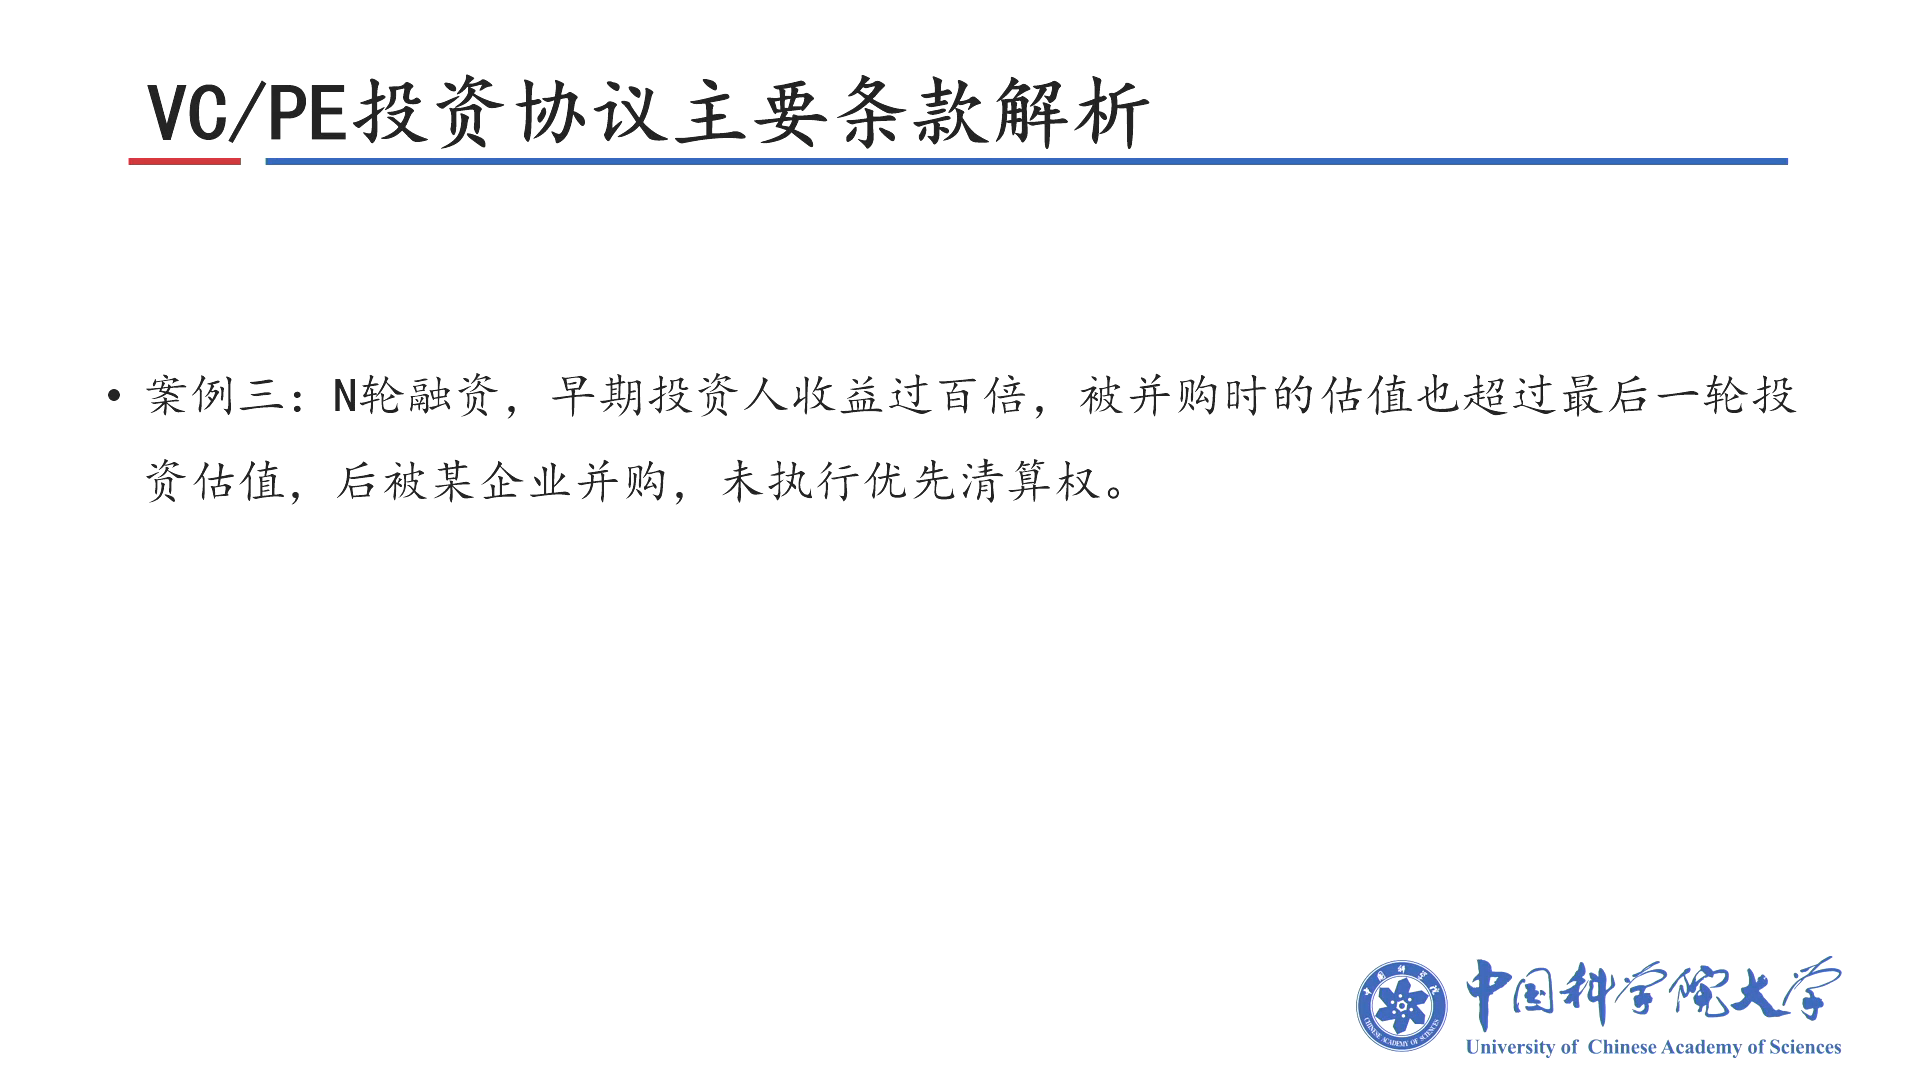 VC/PE投资协议主要条款解析
• 案例三：N轮融资，早期投资人收益过百倍，被并购时的估值也超过最后一轮投
资估值，后被某企业并购，未执行优先清算权。
中国科学院大学
University of Chinese Academy of Sciences